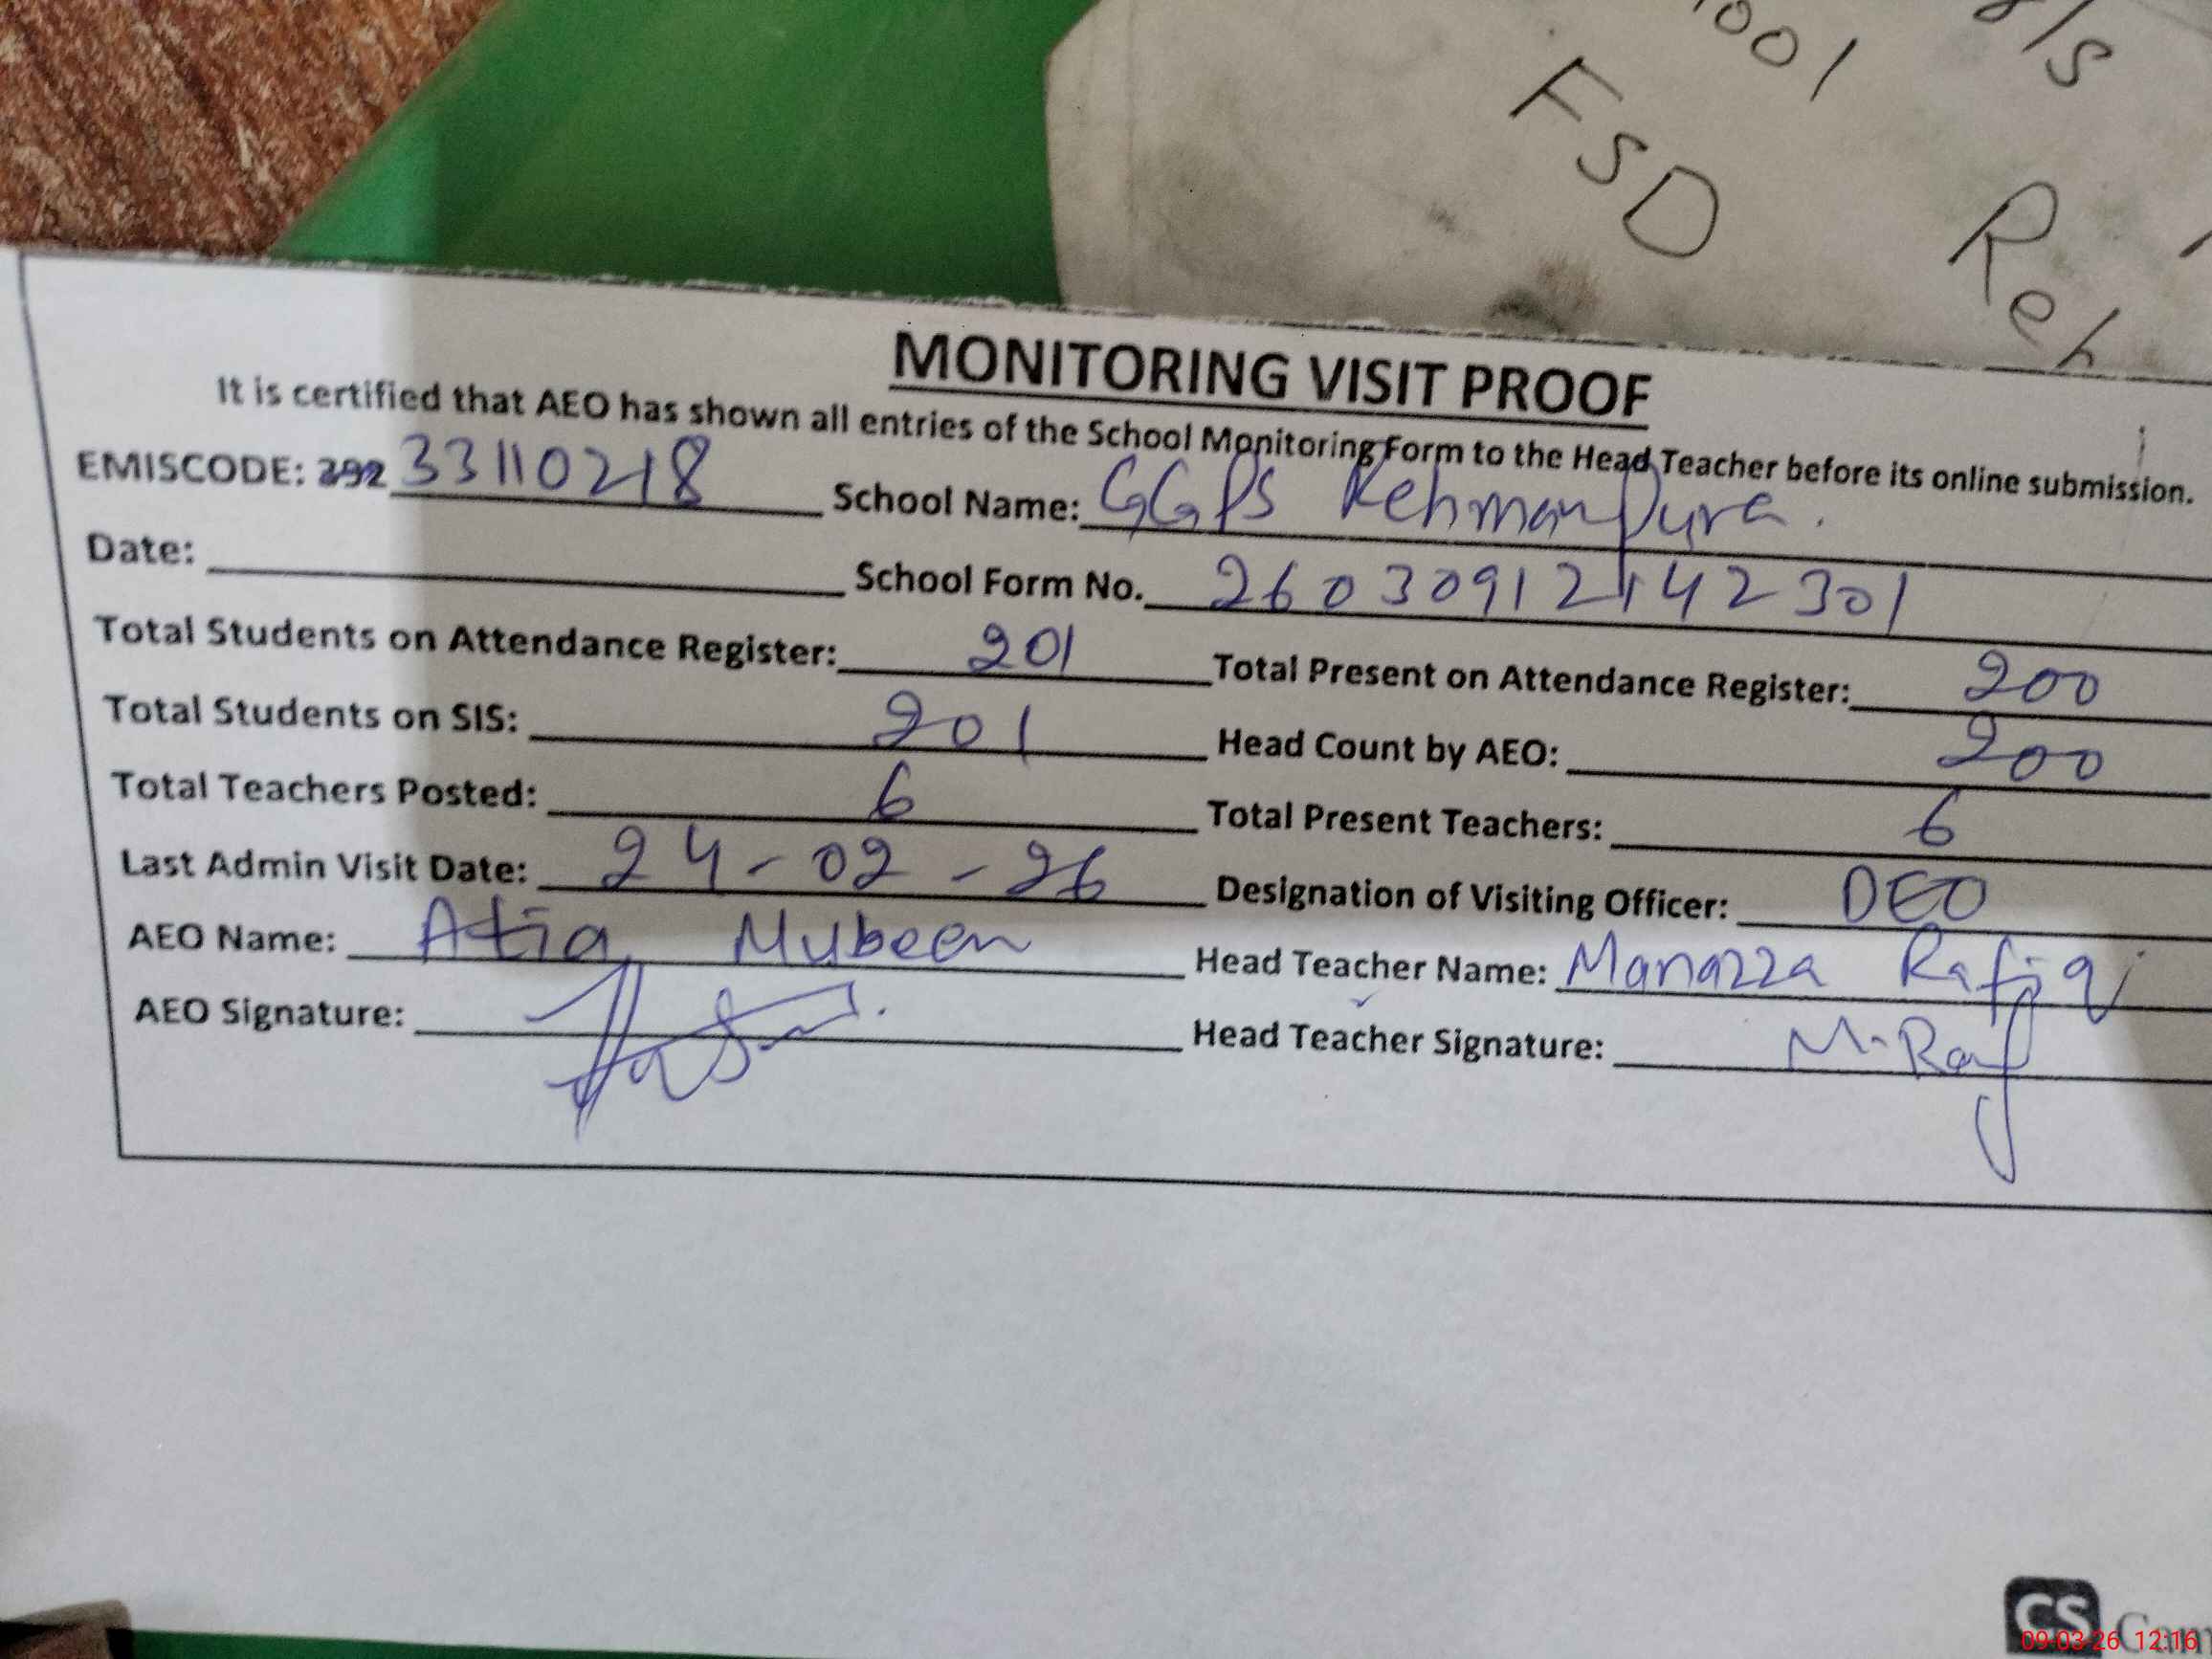 ool
g/s
FSD
Reh
MONITORING VISIT PROOF
It is certified that AEO has shown all entries of the School Monitoring Form to the Head Teacher before its online submission.
EMISCODE: 292 33110218 School Name: GGPS Rehmanpura.
Date: School Form No. 26030912142301
Total Students on Attendance Register: 201 Total Present on Attendance Register: 200
Total Students on SIS: 201 Head Count by AEO: 200
Total Teachers Posted: 6 Total Present Teachers: 6
Last Admin Visit Date: 24-02-26 Designation of Visiting Officer: DEO
AEO Name: Atia Mubeen Head Teacher Name: Manazza Rafiqi
AEO Signature: Head Teacher Signature: M.Raf
CS Cam
09-03-26 12:16